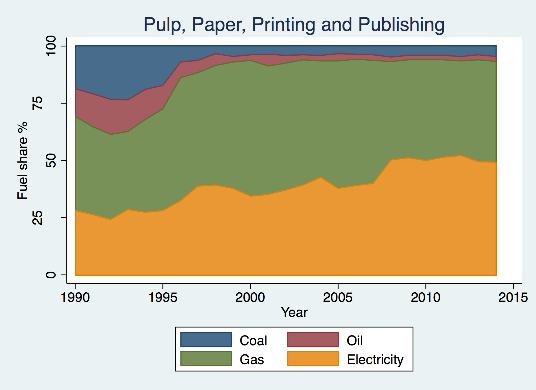 Pulp, Paper, Printing and Publishing
Fuel share %
100
75
50
25
0
1990 1995 2000 2005 2010 2015
Year
Coal Oil
Gas Electricity